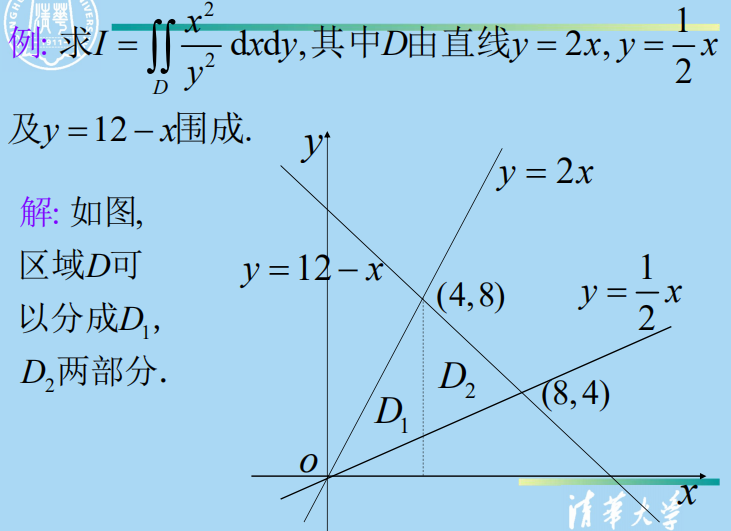 例: 求I = ∬_D x²/y² dxdy, 其中D由直线y = 2x, y = 1/2 x
及y = 12 − x围成.
解: 如图,
区域D可
以分成D₁,
D₂两部分.
y
y = 2x
y = 12 − x
(4,8)
y = 1/2 x
D₂
(8,4)
D₁
o
x
清华大学